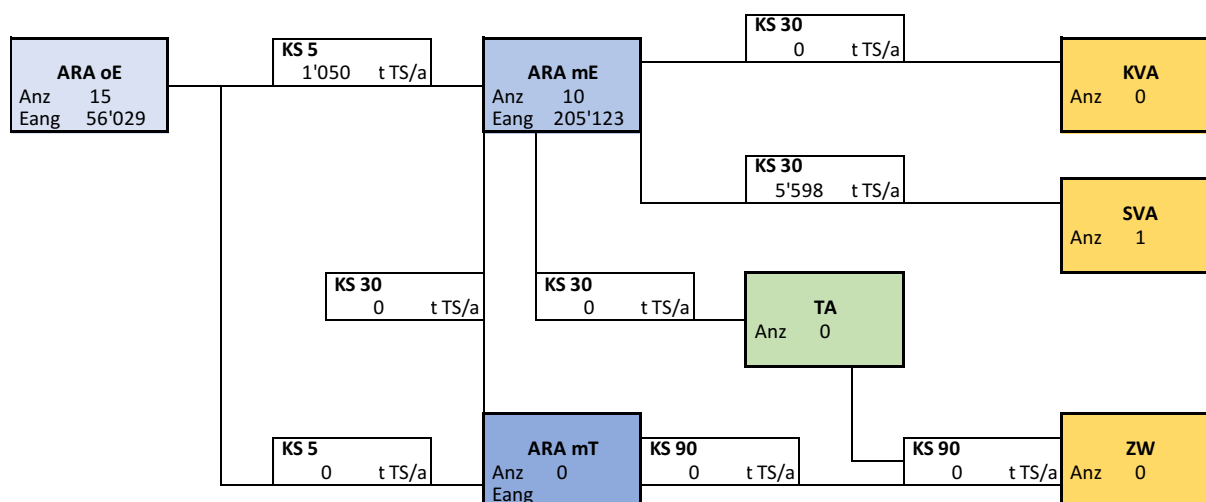 KS 30
0 t TS/a
KS 5
1'050 t TS/a
ARA oE
Anz 15
Eang 56'029
ARA mE
Anz 10
Eang 205'123
KVA
Anz 0
KS 30
5'598 t TS/a
SVA
Anz 1
KS 30
0 t TS/a
KS 30
0 t TS/a
TA
Anz 0
KS 5
0 t TS/a
ARA mT
Anz 0
Eang
KS 90
0 t TS/a
KS 90
0 t TS/a
ZW
Anz 0